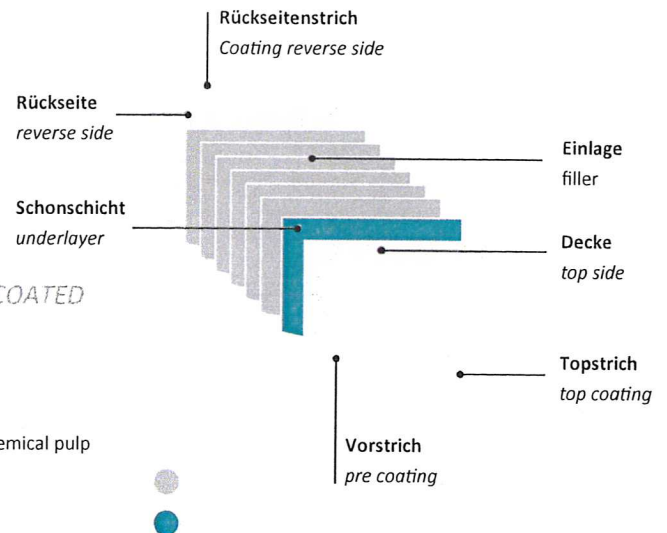 Rückseitenstrich
Coating reverse side
Rückseite
reverse side
Einlage
filler
Schonschicht
underlayer
Decke
top side
COATED
Topstrich
top coating
emical pulp
Vorstrich
pre coating